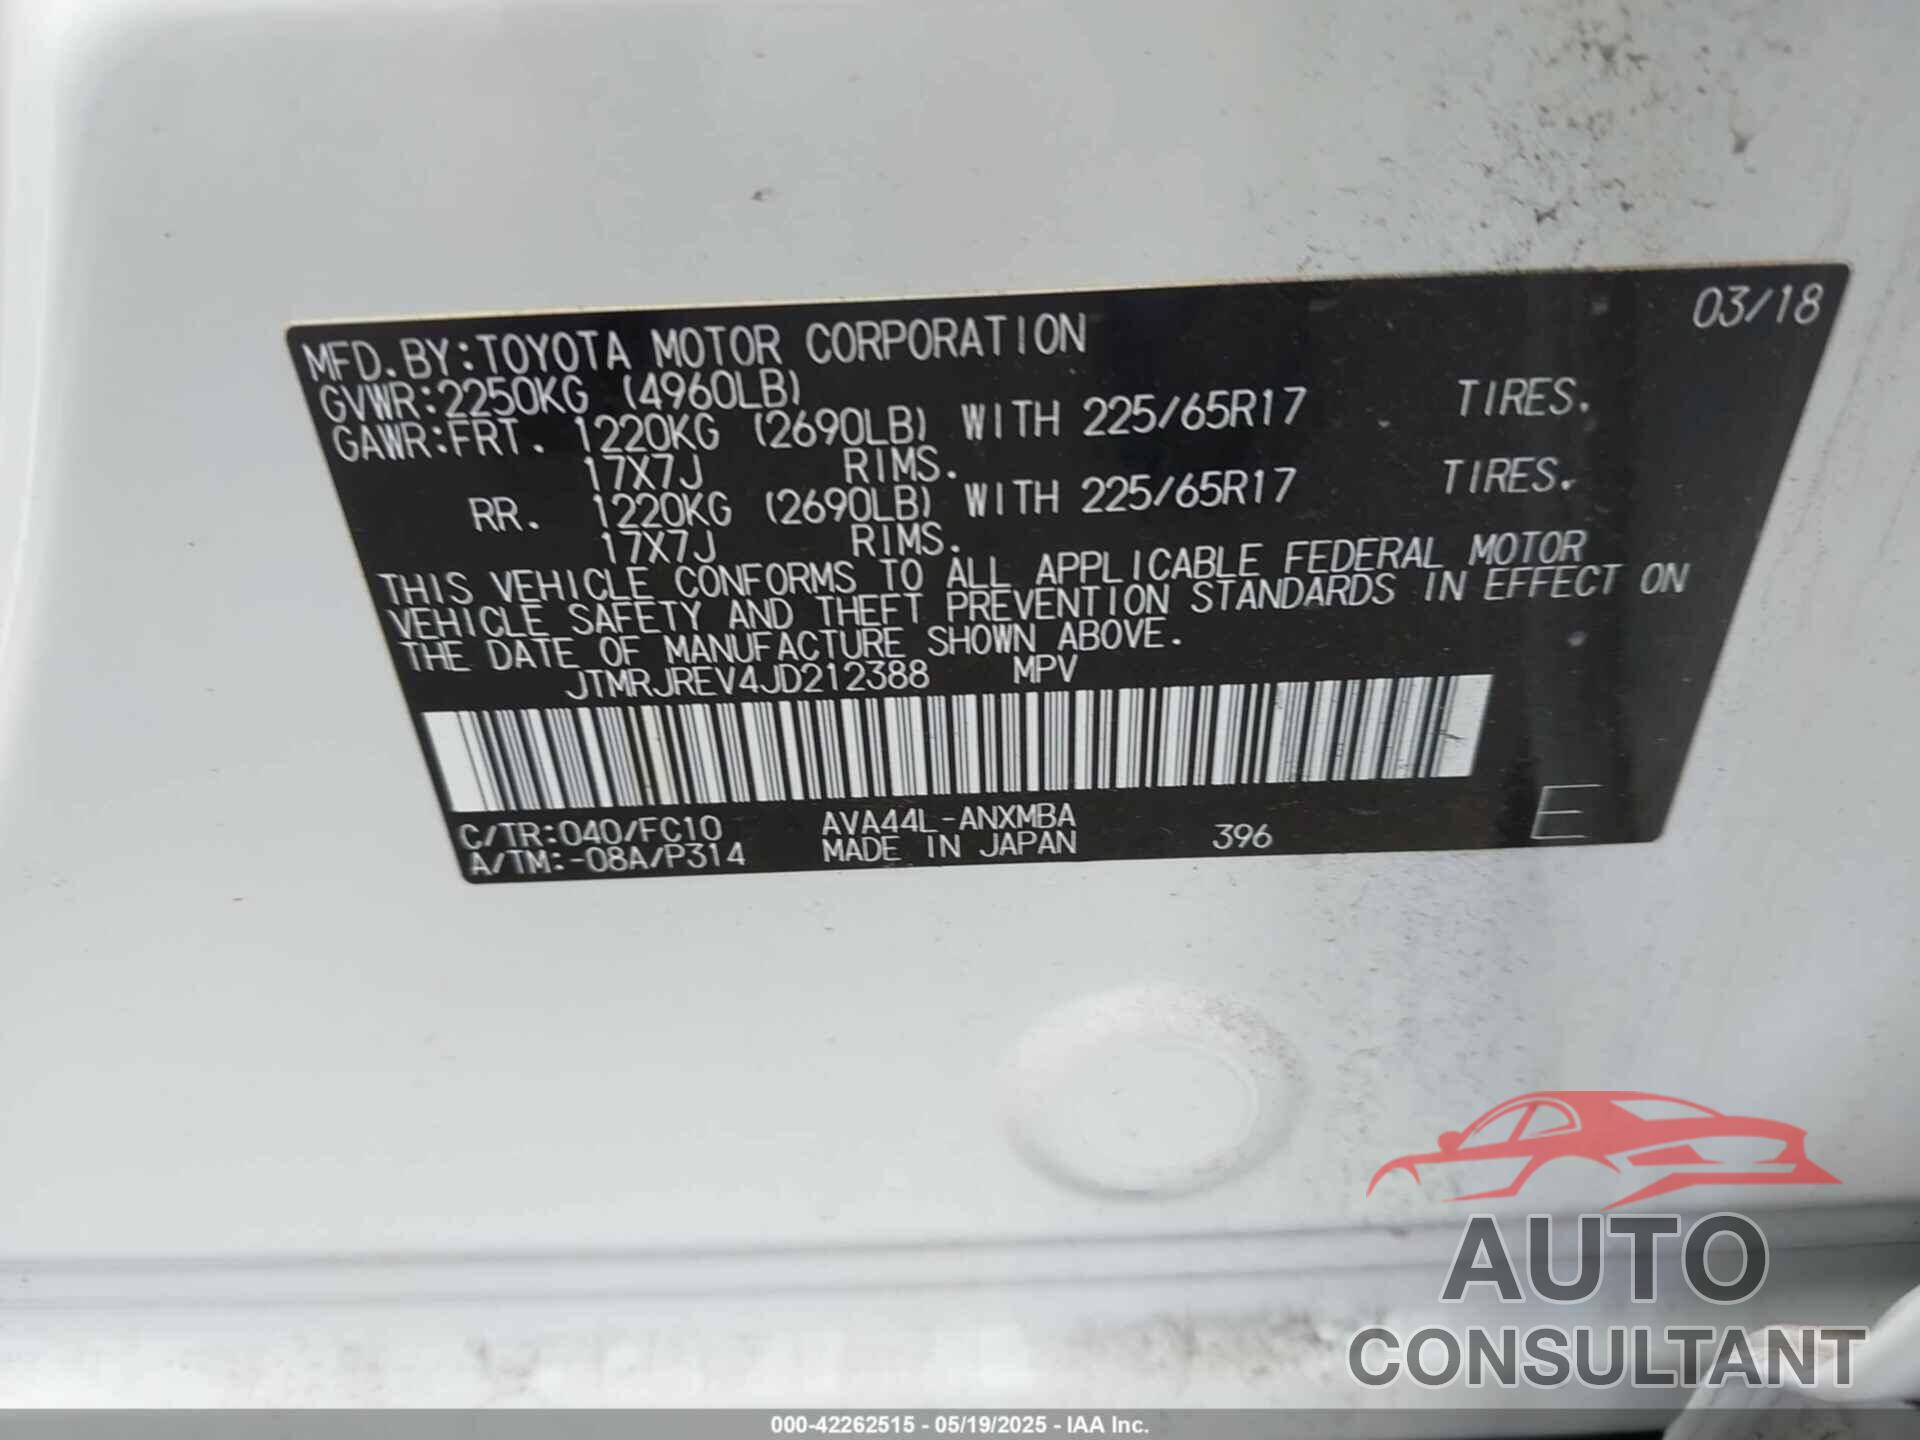 03/18
MFD.BY:TOYOTA MOTOR CORPORATION
GVWR:2250KG (4960LB)
GAWR:FRT. 1220KG (2690LB) WITH 225/65R17 TIRES.
17X7J RIMS.
RR. 1220KG (2690LB) WITH 225/65R17 TIRES.
17X7J RIMS.
THIS VEHICLE CONFORMS TO ALL APPLICABLE FEDERAL MOTOR
VEHICLE SAFETY AND THEFT PREVENTION STANDARDS IN EFFECT ON
THE DATE OF MANUFACTURE SHOWN ABOVE.
JTMRJREV4JD212388 MPV
C/TR:040/FC10 AVA44L-ANXMBA
A/TM:-08A/P314 MADE IN JAPAN 396 E
AUTO
CONSULTANT
000-42262515 - 05/19/2025 - IAA Inc.